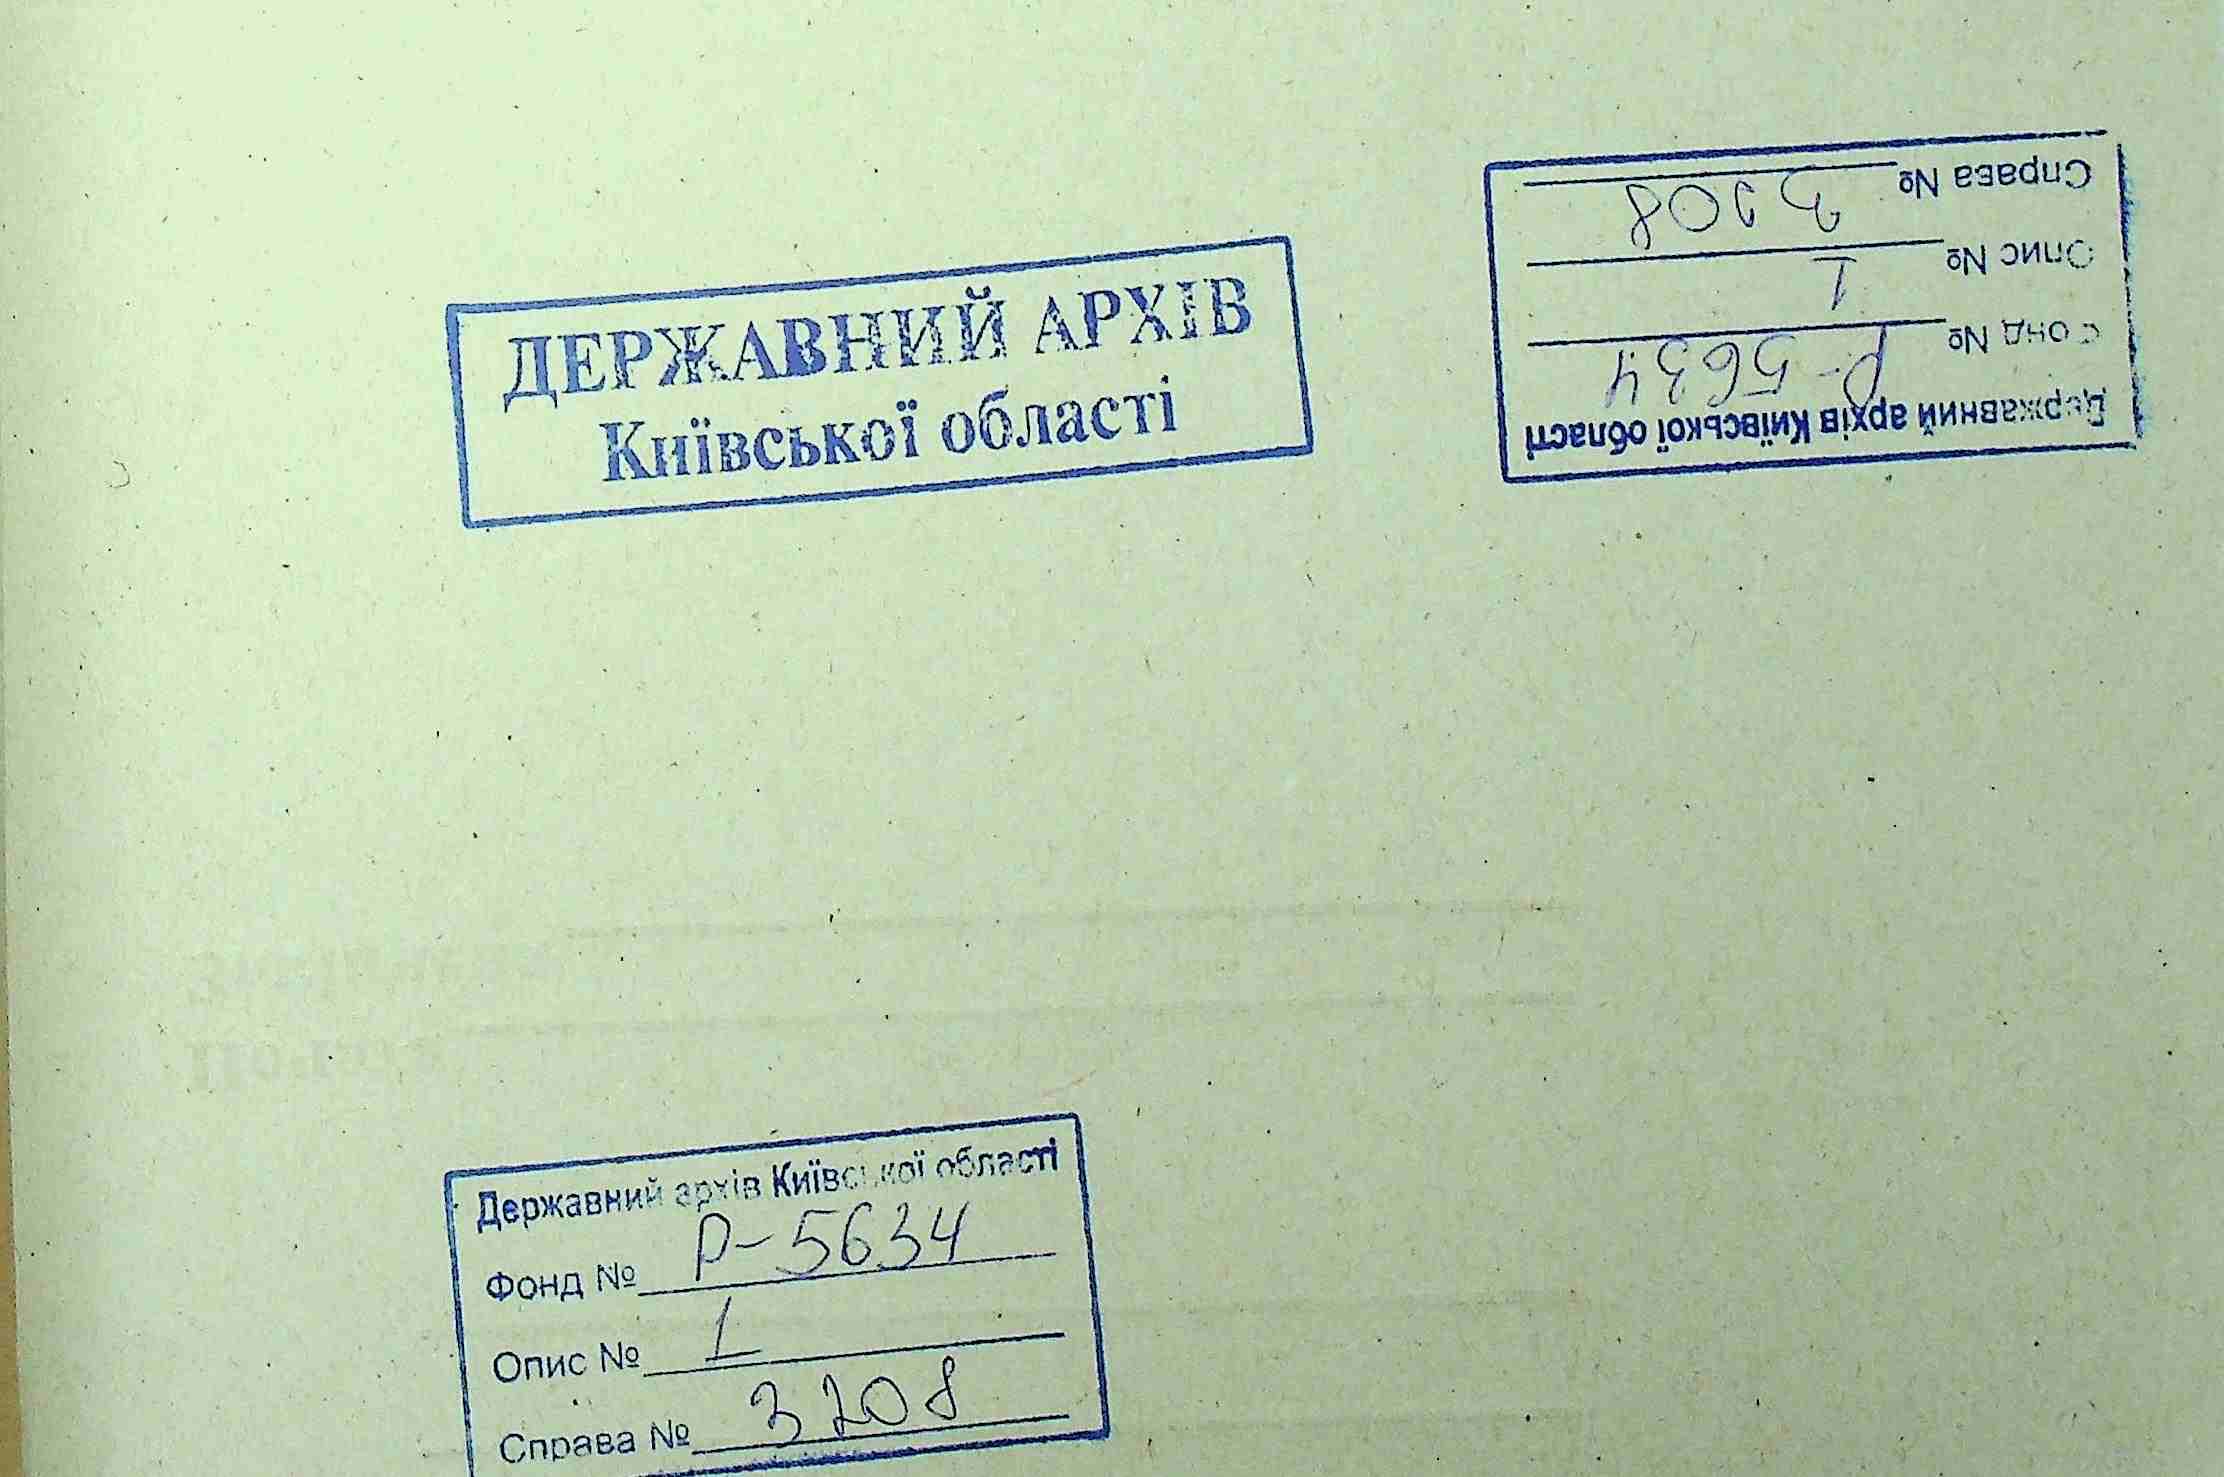 ДЕРЖАВНИЙ АРХІВ
Київської області
Державний архів Київської області
Фонд № Р-5634
Опис № 1
Справа № 3208
Державний архів Київської області
Фонд № Р-5634
Опис № 1
Справа № 3208